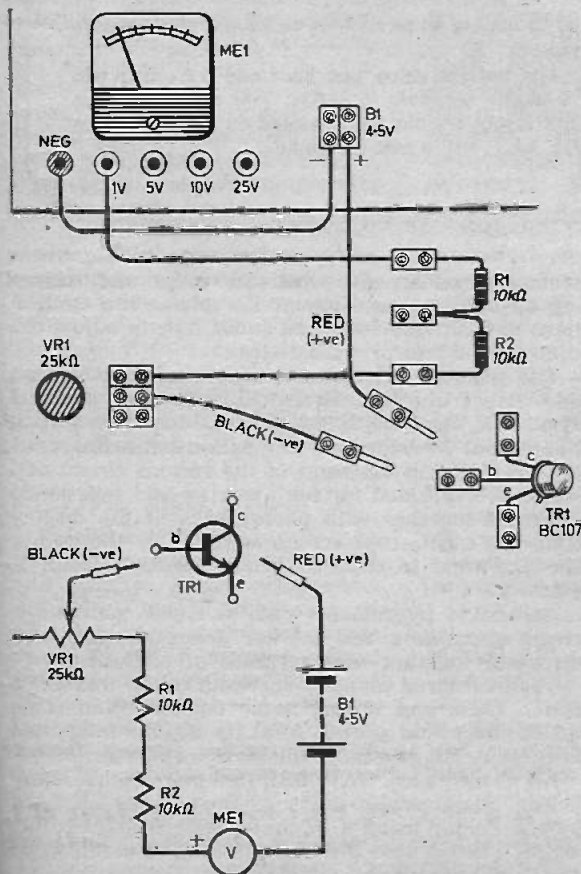 ME1
B1
4·5V
NEG
1V 5V 10V 25V
− +
R1
10kΩ
RED
(+ve)
R2
10kΩ
VR1
25kΩ
BLACK(−ve)
c
b
e
TR1
BC107
c
b
e
TR1
BLACK(−ve)
RED(+ve)
VR1
25kΩ
R1
10kΩ
B1
4·5V
R2
10kΩ
ME1
+
V